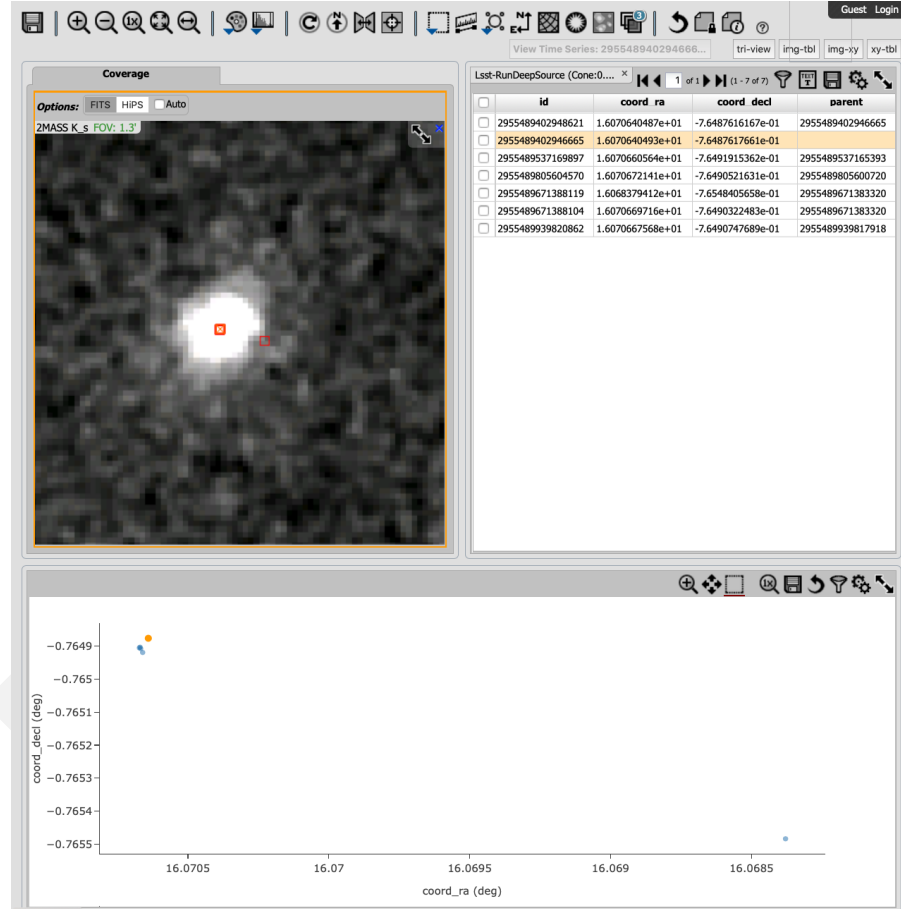 Guest Login
View Time Series: 295548940294666...
tri-view img-tbl img-xy xy-tbl
Coverage
Options: FITS HiPS Auto
2MASS K_s FOV: 1.3'
Lsst-RunDeepSource (Cone:0.... × 1 of 1 (1 - 7 of 7)
id coord_ra coord_decl parent
2955489402948621 1.6070640487e+01 -7.6487616167e-01 2955489402946665
2955489402946665 1.6070640493e+01 -7.6487617661e-01
2955489537169897 1.6070660564e+01 -7.6491915362e-01 2955489537165393
2955489805604570 1.6070672141e+01 -7.6490521631e-01 2955489805600720
2955489671388119 1.6068379412e+01 -7.6548405658e-01 2955489671383320
2955489671388104 1.6070669716e+01 -7.6490322483e-01 2955489671383320
2955489939820862 1.6070667568e+01 -7.6490747689e-01 2955489939817918
−0.7649
−0.765
−0.7651
−0.7652
−0.7653
−0.7654
−0.7655
coord_decl (deg)
16.0705 16.07 16.0695 16.069 16.0685
coord_ra (deg)